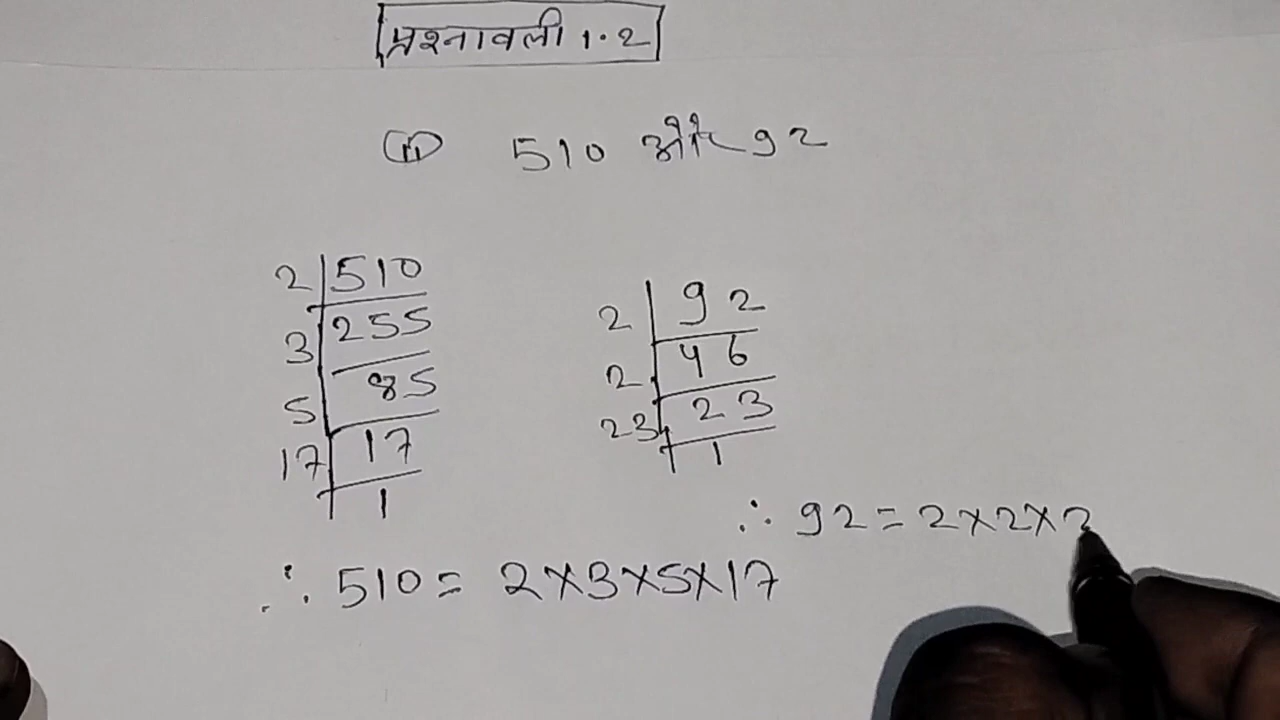 प्रश्नावली 1.2
(ii) 510 और 92
2 | 510
3 | 255
5 | 85
17 | 17
1
2 | 92
2 | 46
23 | 23
1
∴ 92 = 2×2×2
∴ 510 = 2×3×5×17